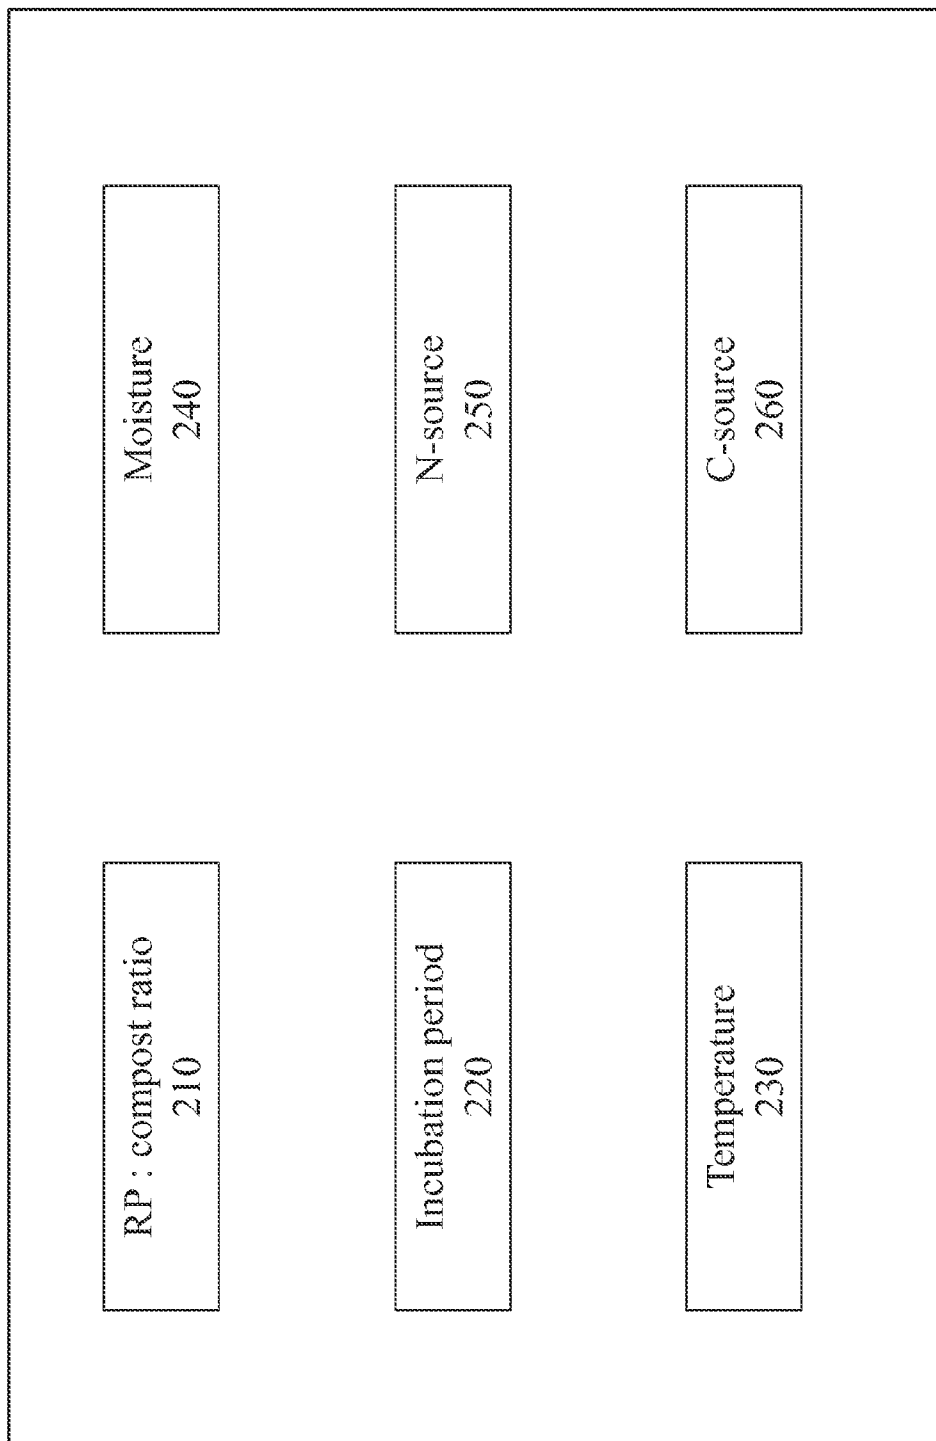 RP : compost ratio
210
Incubation period
220
Temperature
230
Moisture
240
N-source
250
C-source
260